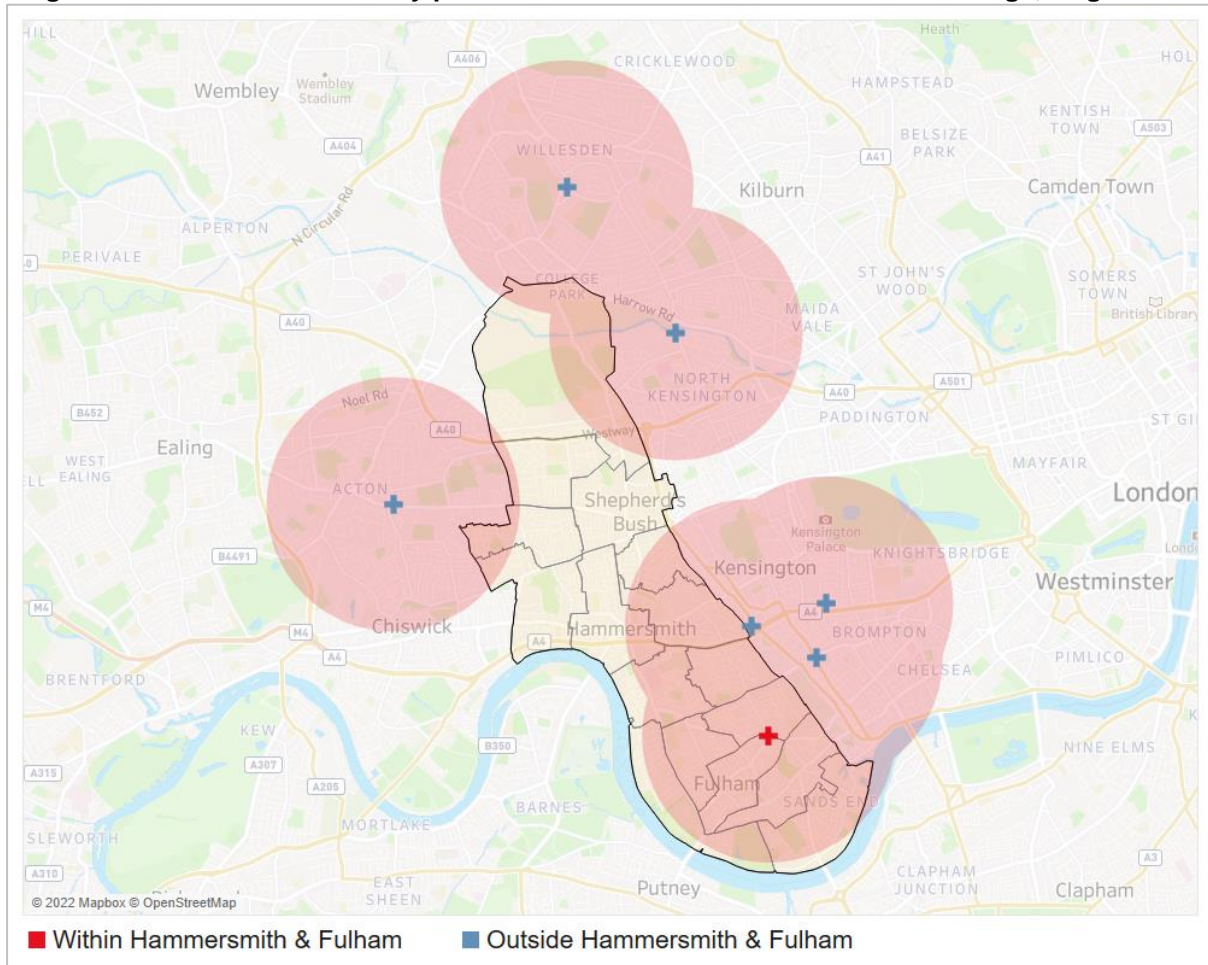 HILL
A406
CRICKLEWOOD
Heath
HOL
Wembley
Wembley
Stadium
HAMPSTEAD
KENTISH
TOWN
A503
A404
WILLESDEN
A41
BELSIZE
PARK
Kilburn
Camden Town
N Circular Rd
ALPERTON
PERIVALE
40
ST JOHN'S
WOOD
SOMERS
TOWN
COLLEGE
PARK
Harrow Rd
MAIDA
VALE
British Library
A40
NORTH
KENSINGTON
A40
A501
PADDINGTON
Noel Rd
B452
A40
Westway
ST GI
Ealing
WEST
EALING
ELL
MAYFAIR
ACTON
Shepherd's
Bush
London
Kensington
Palace
KNIGHTSBRIDGE
B4491
Kensington
Westminster
M4
A4
Chiswick
Hammersmith
BROMPTON
M4
A4
A4
CHELSEA
PIMLICO
BRENTFORD
KEW
B350
NINE ELMS
A315
A307
Fulham
A205
SANDS END
BARNES
SLEWORTH
MORTLAKE
A3
A310
CLAPHAM
JUNCTION
EAST
SHEEN
Putney
Clapham
© 2022 Mapbox © OpenStreetMap
Within Hammersmith & Fulham
Outside Hammersmith & Fulham